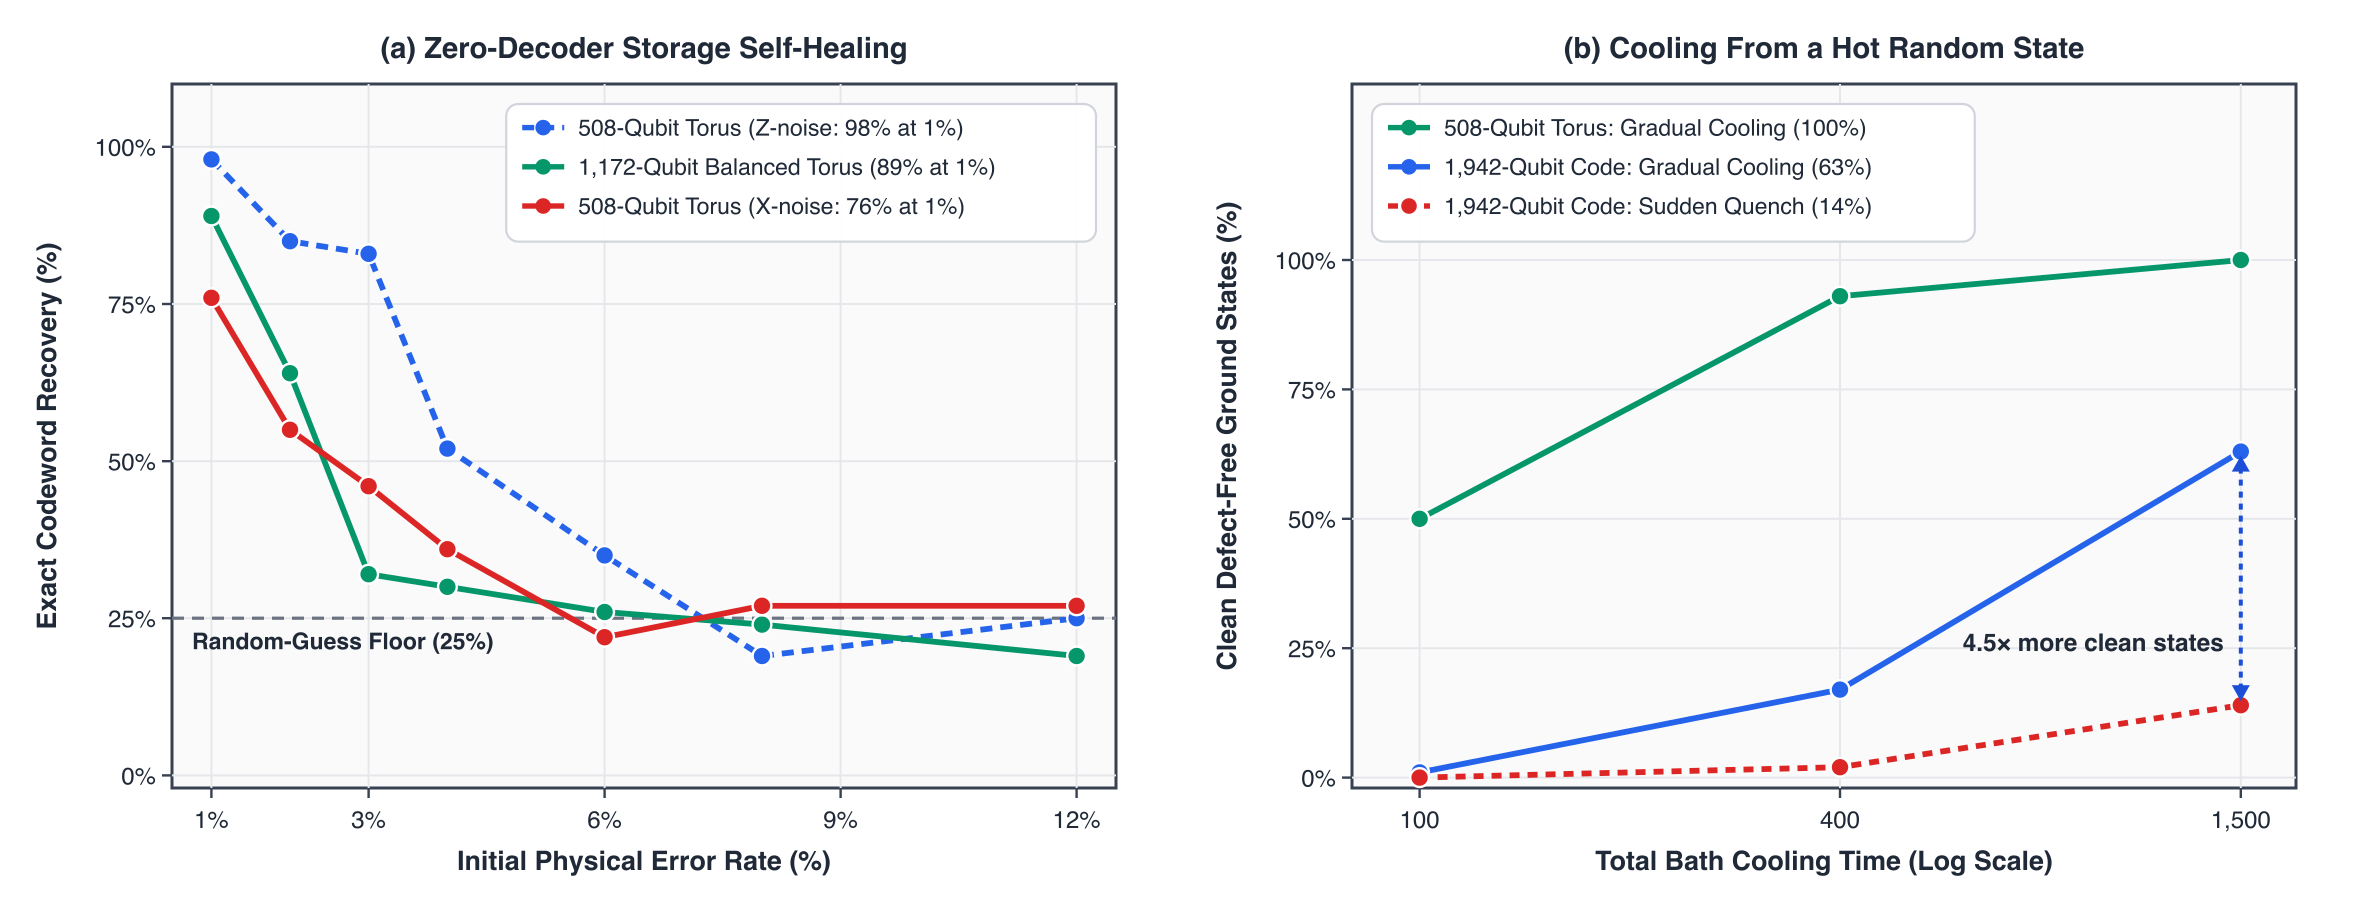 (a) Zero-Decoder Storage Self-Healing
508-Qubit Torus (Z-noise: 98% at 1%)
1,172-Qubit Balanced Torus (89% at 1%)
508-Qubit Torus (X-noise: 76% at 1%)
Exact Codeword Recovery (%)
100%
75%
50%
25%
0%
Random-Guess Floor (25%)
1%
3%
6%
9%
12%
Initial Physical Error Rate (%)
(b) Cooling From a Hot Random State
508-Qubit Torus: Gradual Cooling (100%)
1,942-Qubit Code: Gradual Cooling (63%)
1,942-Qubit Code: Sudden Quench (14%)
Clean Defect-Free Ground States (%)
100%
75%
50%
25%
0%
4.5× more clean states
100
400
1,500
Total Bath Cooling Time (Log Scale)